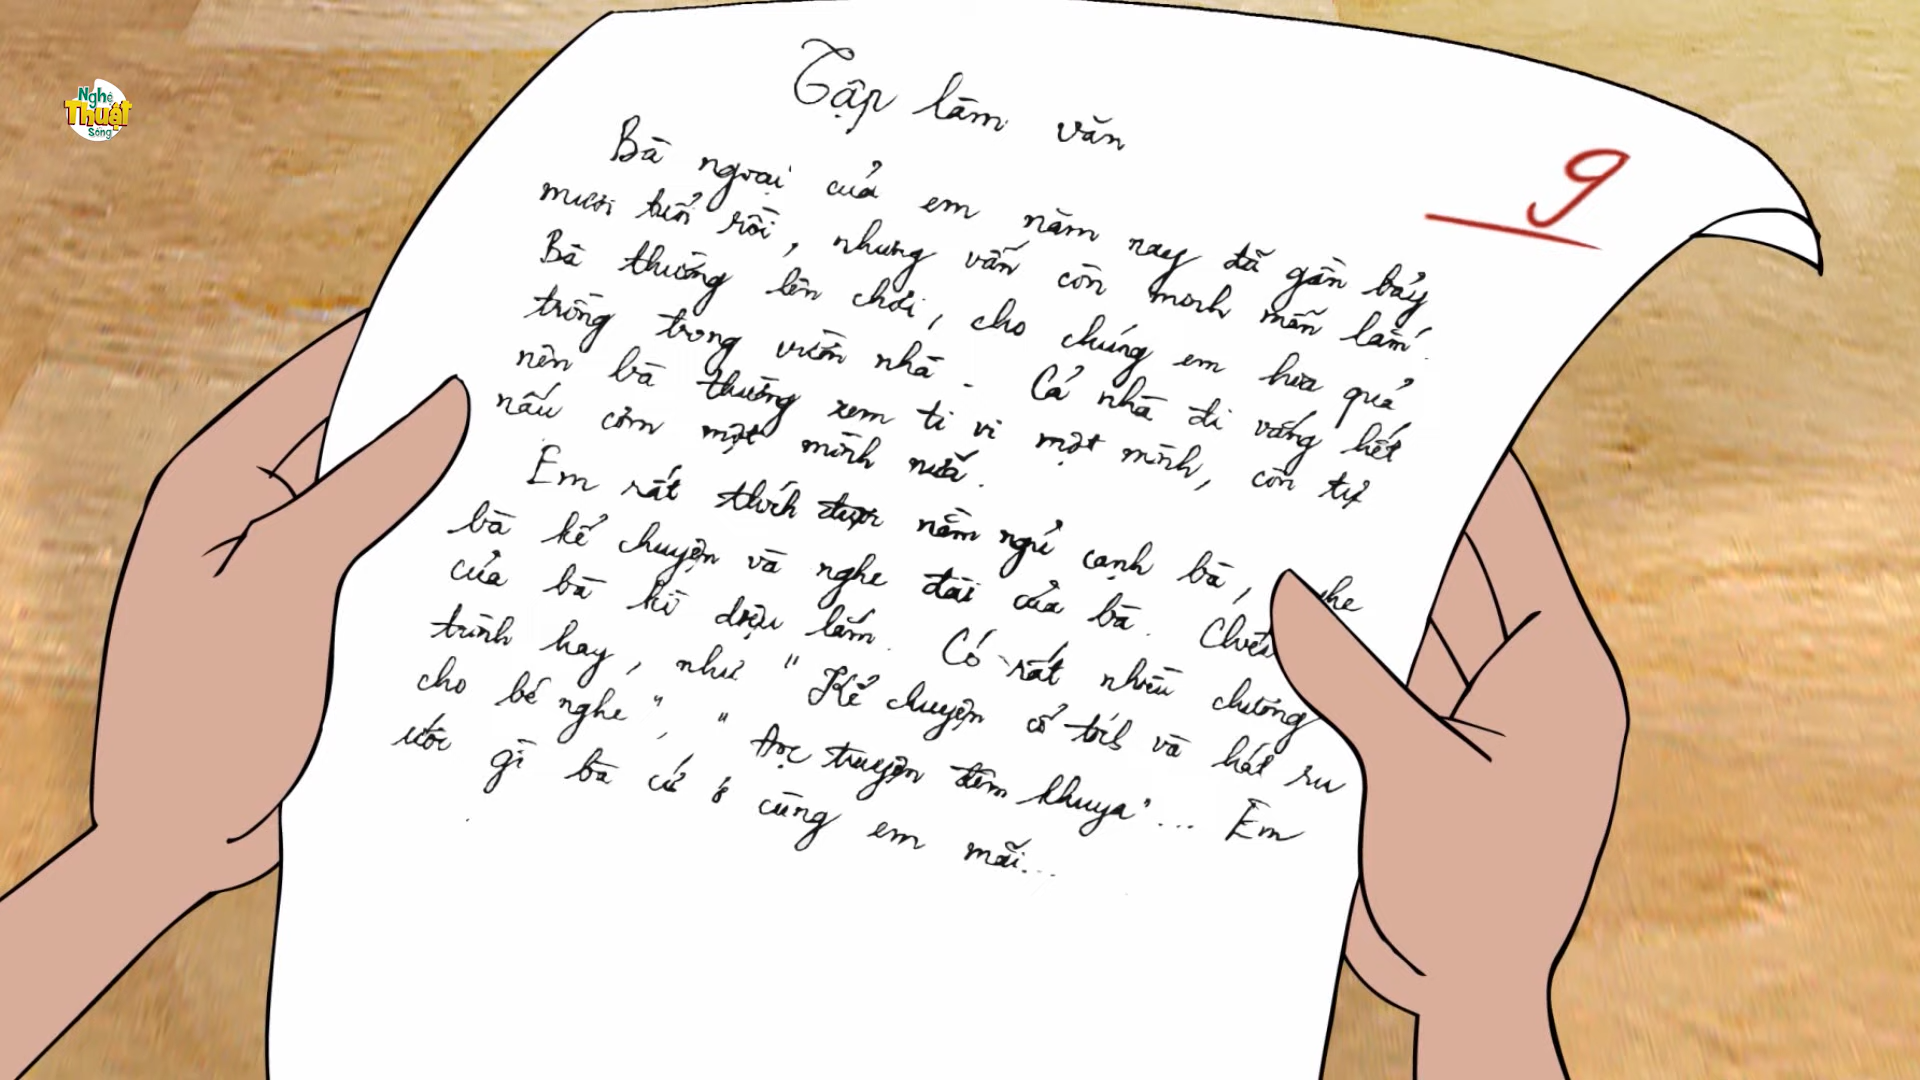 Nghệ
Thuật
Sống
Tập làm văn
9
Bà ngoại của em năm nay đã gần bảy
mươi tuổi rồi, nhưng vẫn còn minh mẫn lắm.
Bà thường lên chơi, cho chúng em hoa quả
trồng trong vườn nhà. Cả nhà đi vắng hết
nên bà thường xem ti vi một mình, còn tự
nấu cơm một mình nữa.
Em rất thích được nằm ngủ cạnh bà, nghe
bà kể chuyện và nghe đài của bà.
của bà kì diệu lắm. Có rất nhiều chương
trình hay, như "Kể chuyện cổ tích và hát ru
cho bé nghe", "Đọc truyện đêm khuya"... Em
ước gì bà cứ ở cùng em mãi...